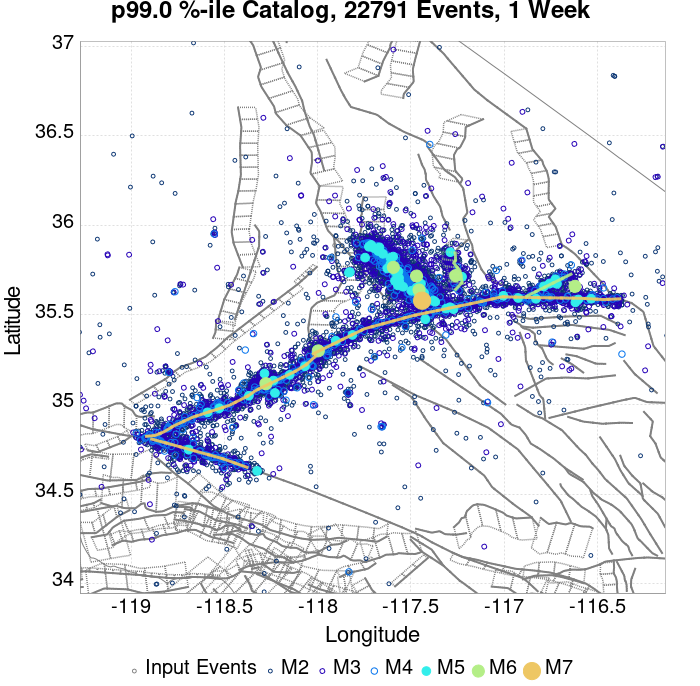 p99.0 %-ile Catalog, 22791 Events, 1 Week
37
36.5
36
35.5
35
34.5
34
Latitude
-119 -118.5 -118 -117.5 -117 -116.5
Longitude
Input Events M2 M3 M4 M5 M6 M7